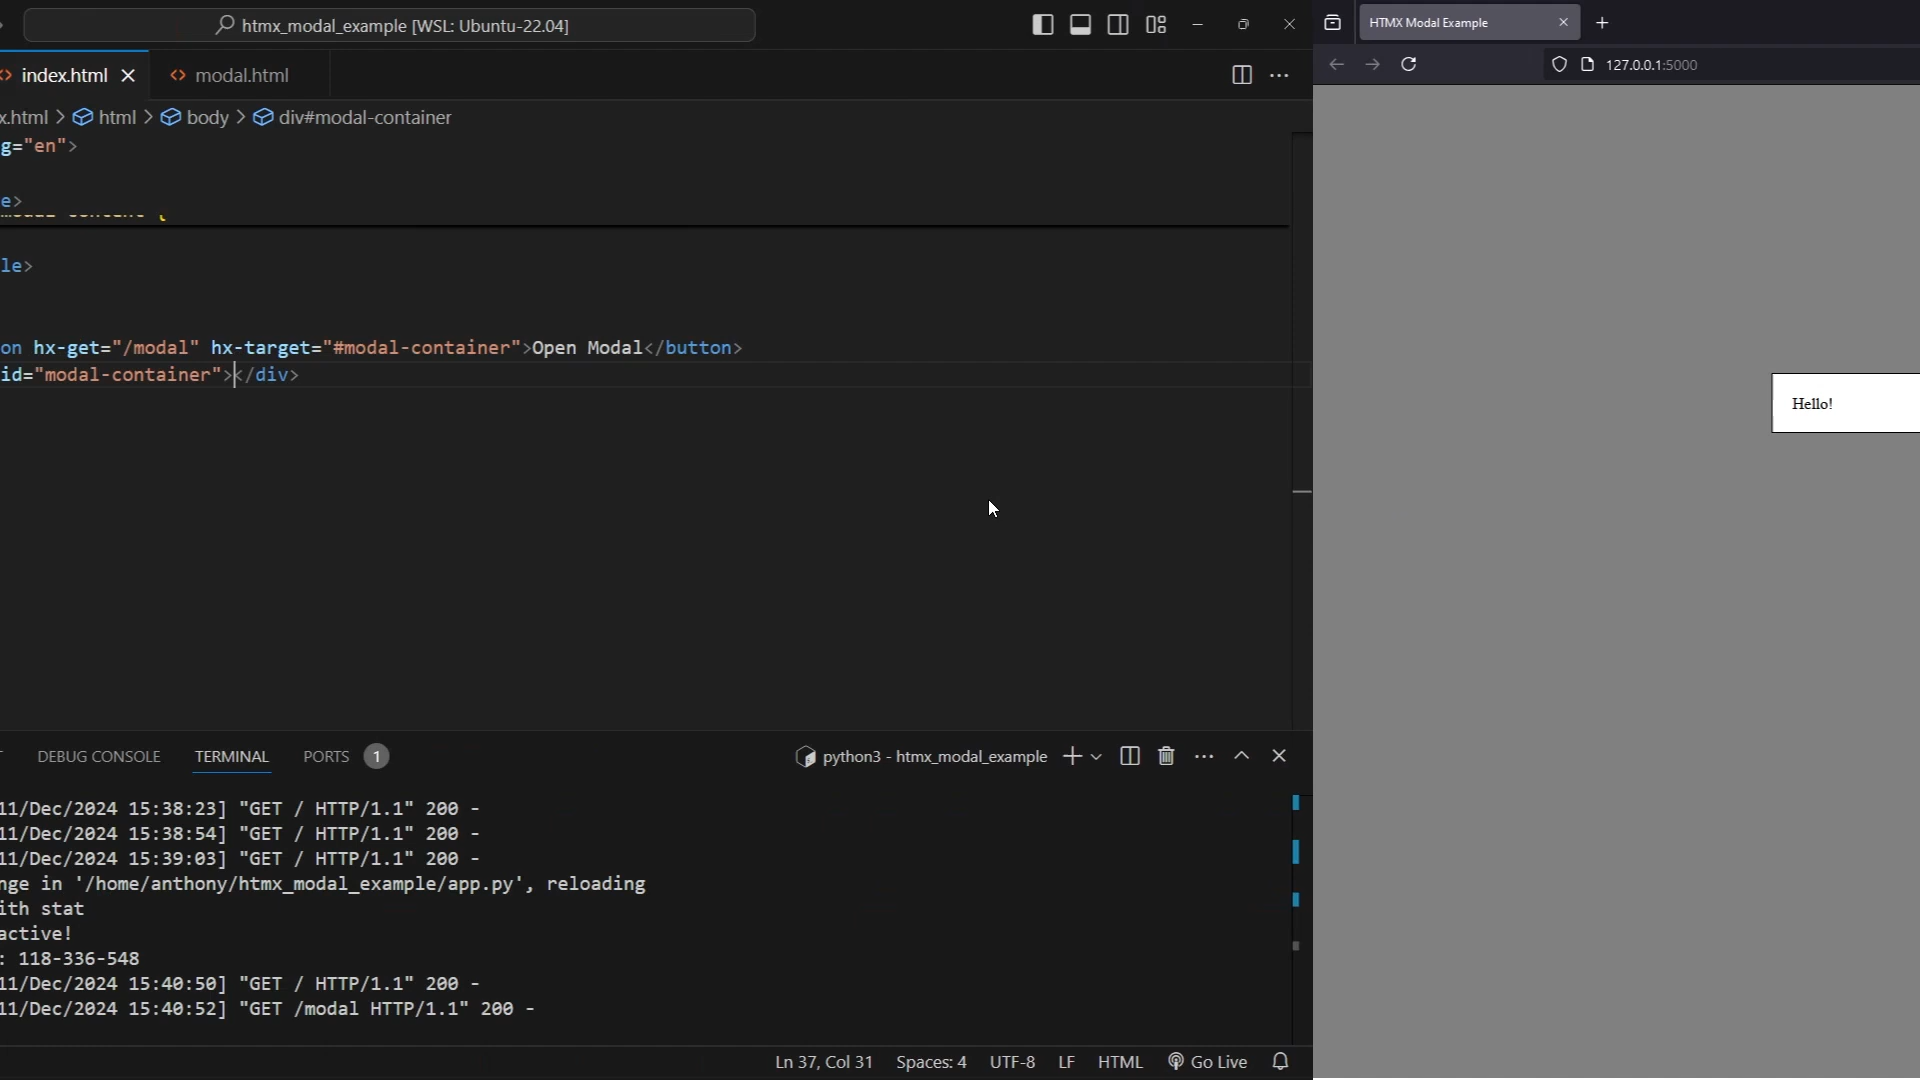 htmx_modal_example [WSL: Ubuntu-22.04]
index.html
modal.html
x.html > html > body > div#modal-container
g="en">
e>
le>
on hx-get="/modal" hx-target="#modal-container">Open Modal</button>
id="modal-container"></div>
DEBUG CONSOLE
TERMINAL
PORTS
1
python3 - htmx_modal_example
11/Dec/2024 15:38:23] "GET / HTTP/1.1" 200 -
11/Dec/2024 15:38:54] "GET / HTTP/1.1" 200 -
11/Dec/2024 15:39:03] "GET / HTTP/1.1" 200 -
nge in '/home/anthony/htmx_modal_example/app.py', reloading
ith stat
active!
: 118-336-548
11/Dec/2024 15:40:50] "GET / HTTP/1.1" 200 -
11/Dec/2024 15:40:52] "GET /modal HTTP/1.1" 200 -
Ln 37, Col 31
Spaces: 4
UTF-8
LF
HTML
Go Live
HTMX Modal Example
127.0.0.1:5000
Hello!